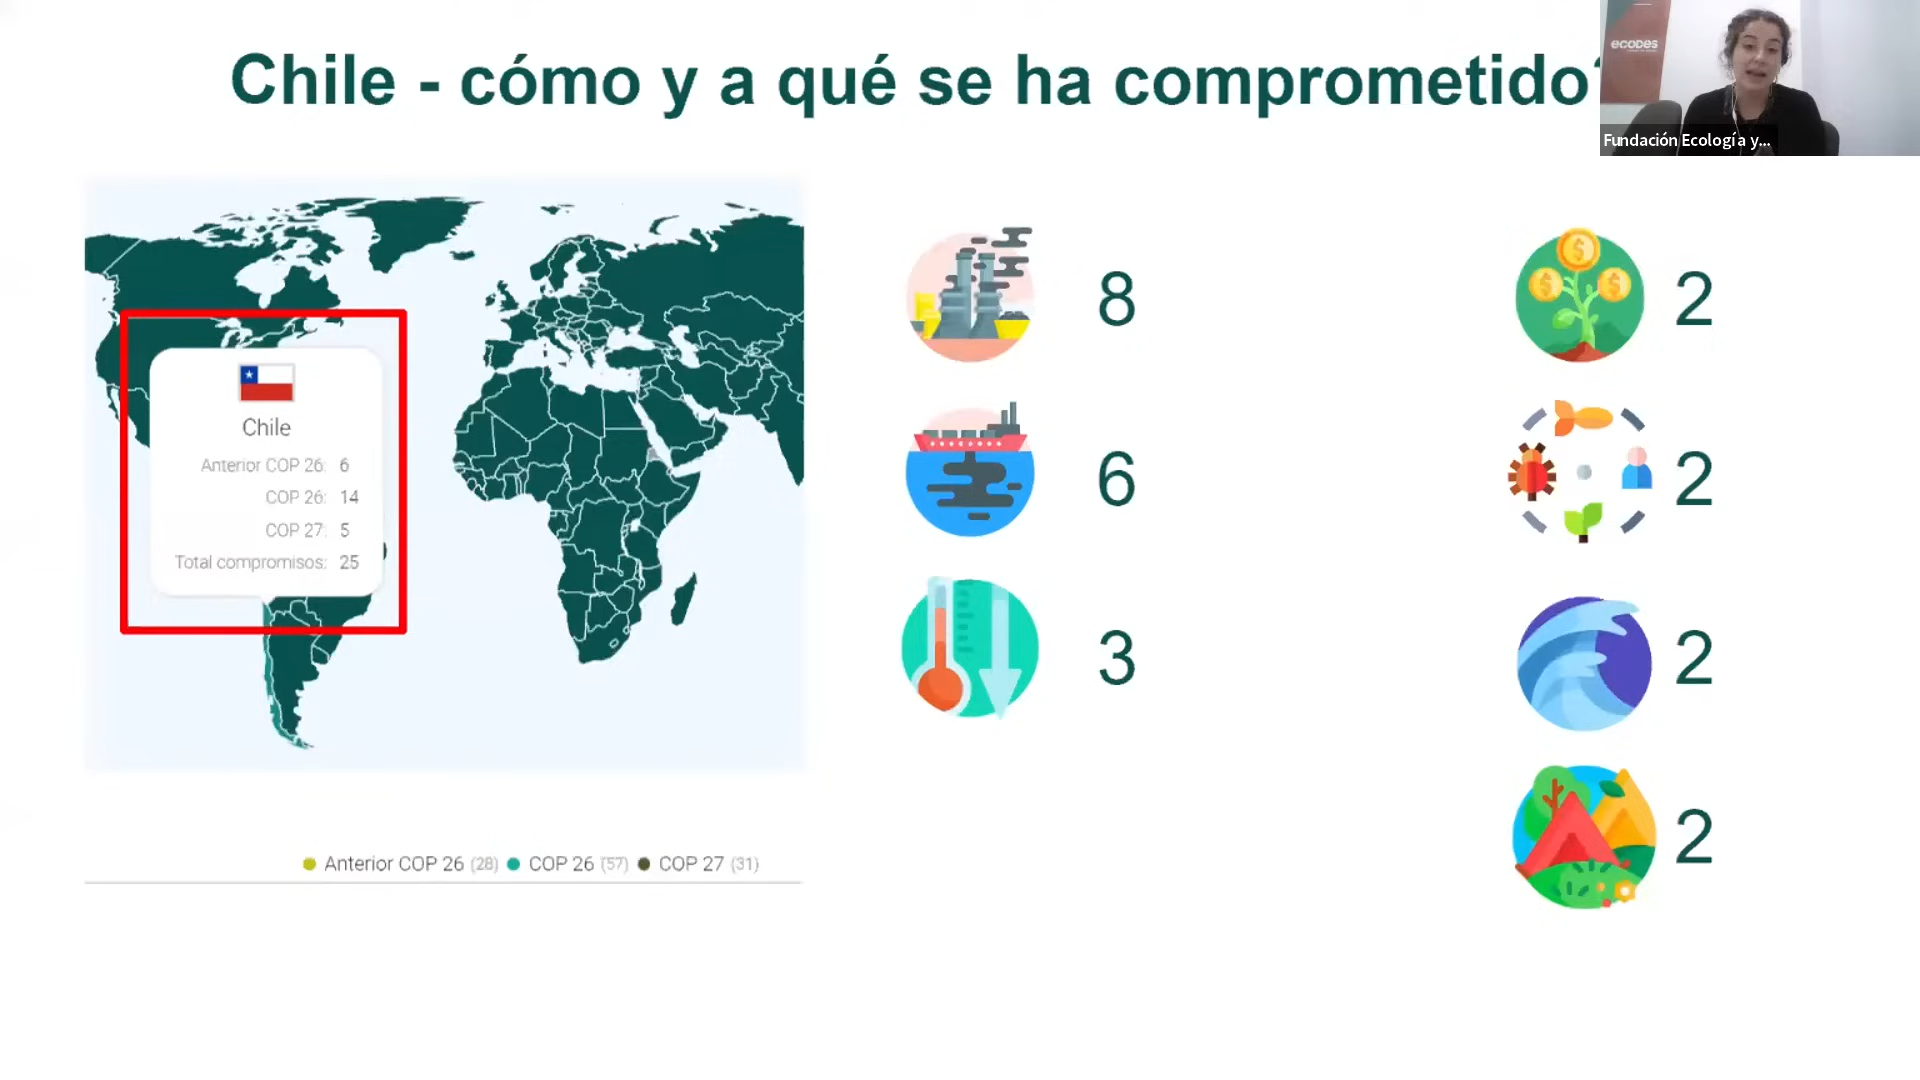 Chile - cómo y a qué se ha comprometido?
ecodes
Fundación Ecología y...
Chile
Anterior COP 26: 6
COP 26: 14
COP 27: 5
Total compromisos: 25
8
2
6
2
3
2
2
Anterior COP 26 (28) COP 26 (57) COP 27 (31)